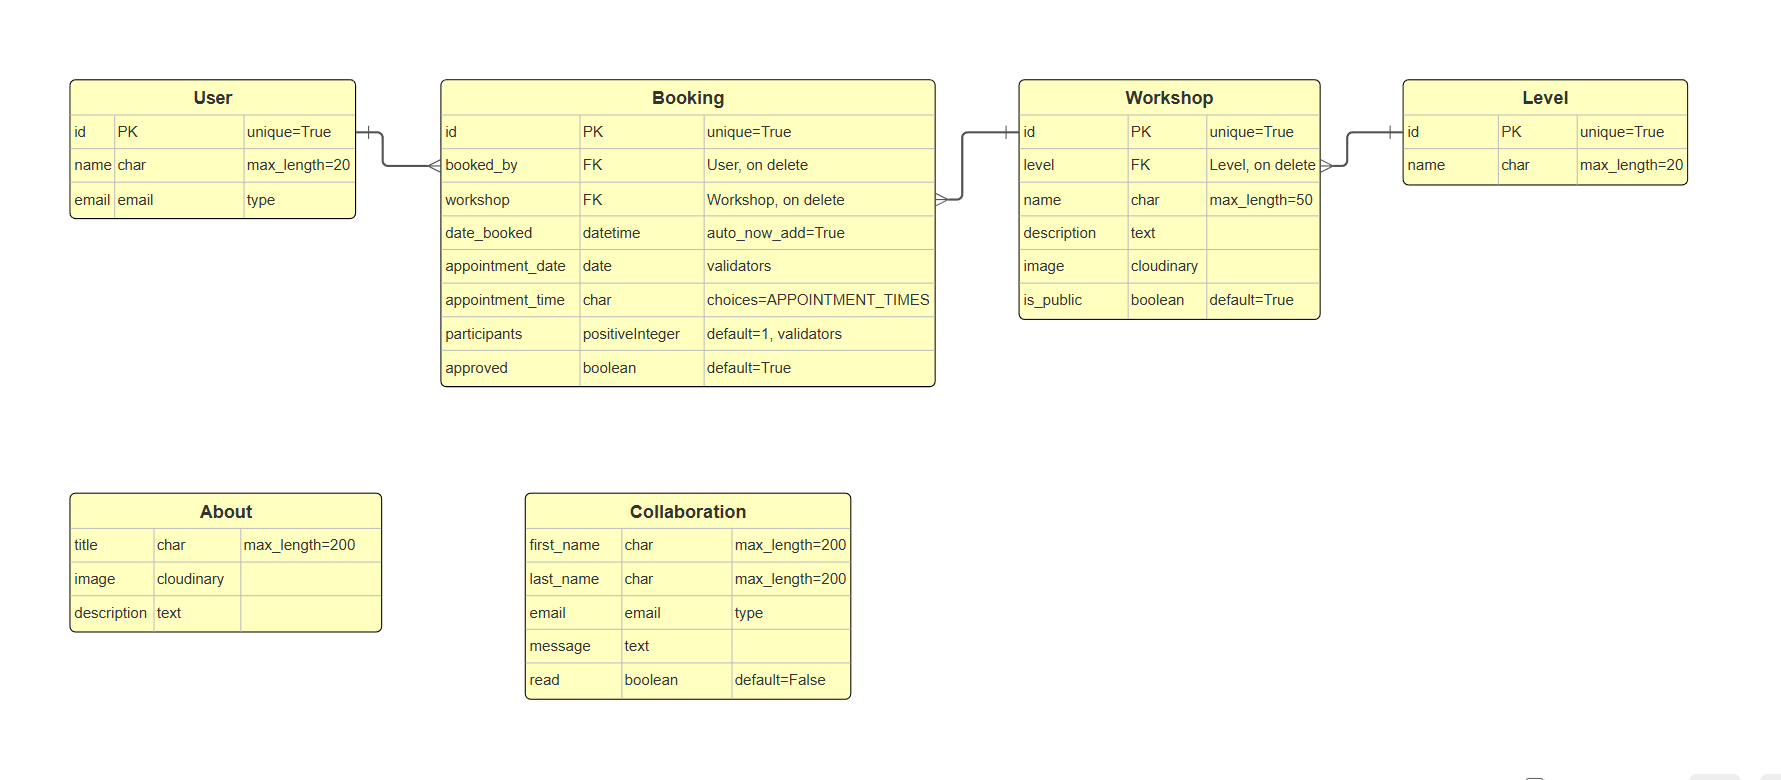 User
id PK unique=True
name char max_length=20
email email type
Booking
id PK unique=True
booked_by FK User, on delete
workshop FK Workshop, on delete
date_booked datetime auto_now_add=True
appointment_date date validators
appointment_time char choices=APPOINTMENT_TIMES
participants positiveInteger default=1, validators
approved boolean default=True
Workshop
id PK unique=True
level FK Level, on delete
name char max_length=50
description text
image cloudinary
is_public boolean default=True
Level
id PK unique=True
name char max_length=20
About
title char max_length=200
image cloudinary
description text
Collaboration
first_name char max_length=200
last_name char max_length=200
email email type
message text
read boolean default=False